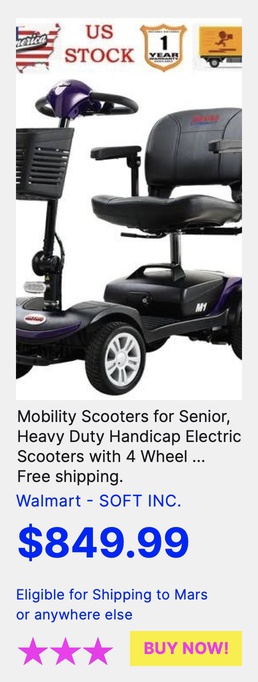 America
US
STOCK
1
YEAR
WARRANTY
M1
Mobility Scooters for Senior,
Heavy Duty Handicap Electric
Scooters with 4 Wheel ...
Free shipping.
Walmart - SOFT INC.
$849.99
Eligible for Shipping to Mars
or anywhere else
BUY NOW!